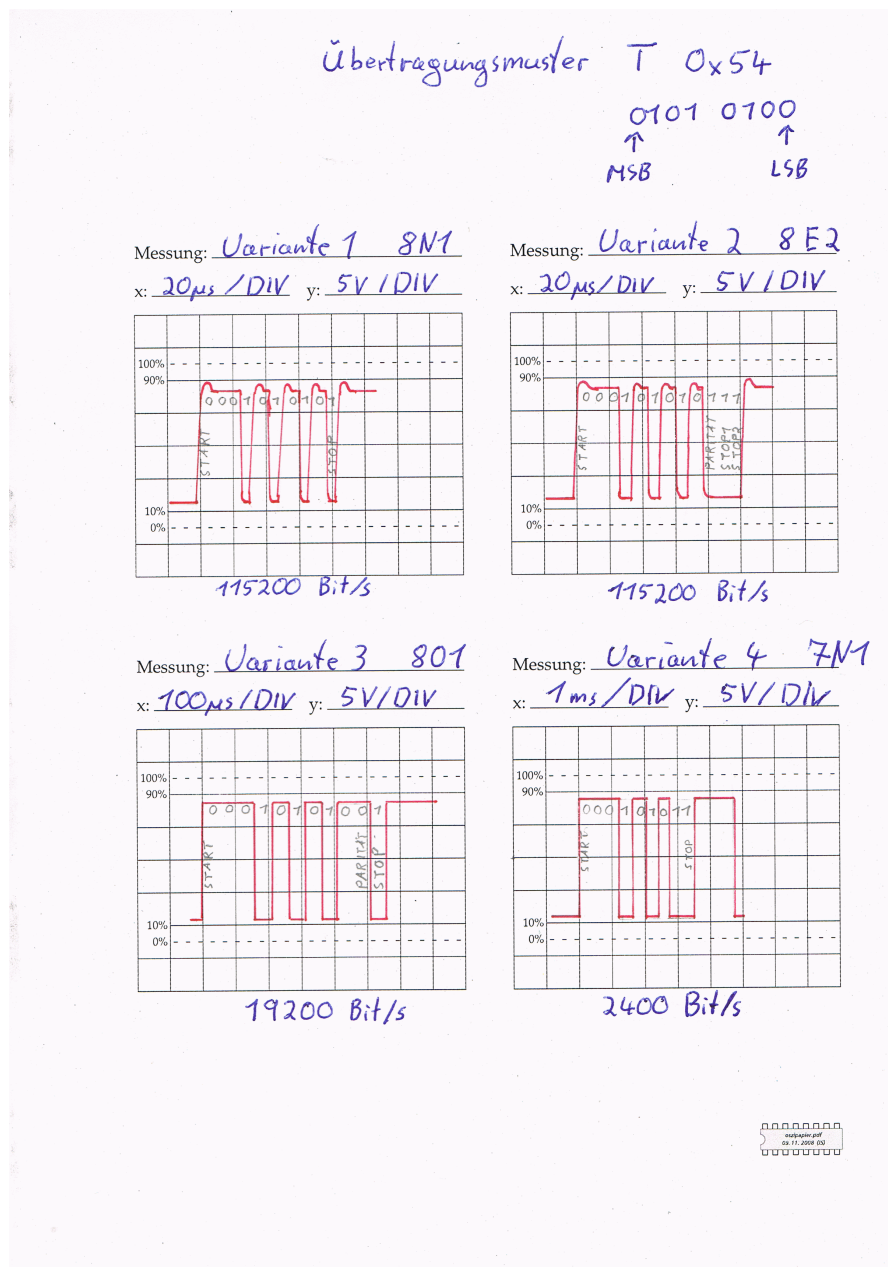 Übertragungsmuster T 0x54
0101 0100
↑ ↑
MSB LSB
Messung: Variante 1 8N1
x: 20µs / DIV y: 5V / DIV
100%
90%
0 0 0 1 0 1 0 1 0 1
START STOP
10%
0%
115200 Bit/s
Messung: Variante 2 8E2
x: 20µs / DIV y: 5V / DIV
100%
90%
0 0 0 1 0 1 0 1 0 1 1 1
START PARITÄT STOP1 STOP2
10%
0%
115200 Bit/s
Messung: Variante 3 8O1
x: 100µs / DIV y: 5V / DIV
100%
90%
0 0 0 1 0 1 0 1 0 0 1
START PARITÄT STOP
10%
0%
19200 Bit/s
Messung: Variante 4 7N1
x: 1ms / DIV y: 5V / DIV
100%
90%
0 0 0 1 0 1 0 1 1
START STOP
10%
0%
2400 Bit/s
oszipapier.pdf
03.11.2008 (IS)